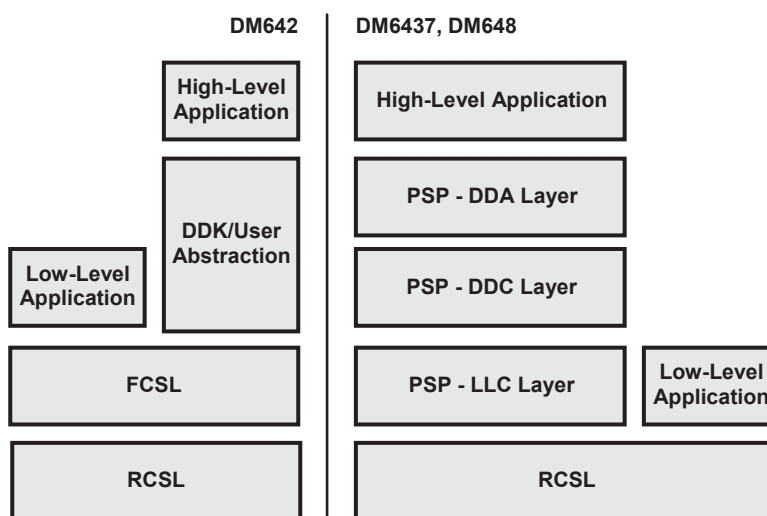 DM642
High-Level
Application
DDK/User
Abstraction
Low-Level
Application
FCSL
RCSL
DM6437, DM648
High-Level Application
PSP - DDA Layer
PSP - DDC Layer
PSP - LLC Layer
Low-Level
Application
RCSL